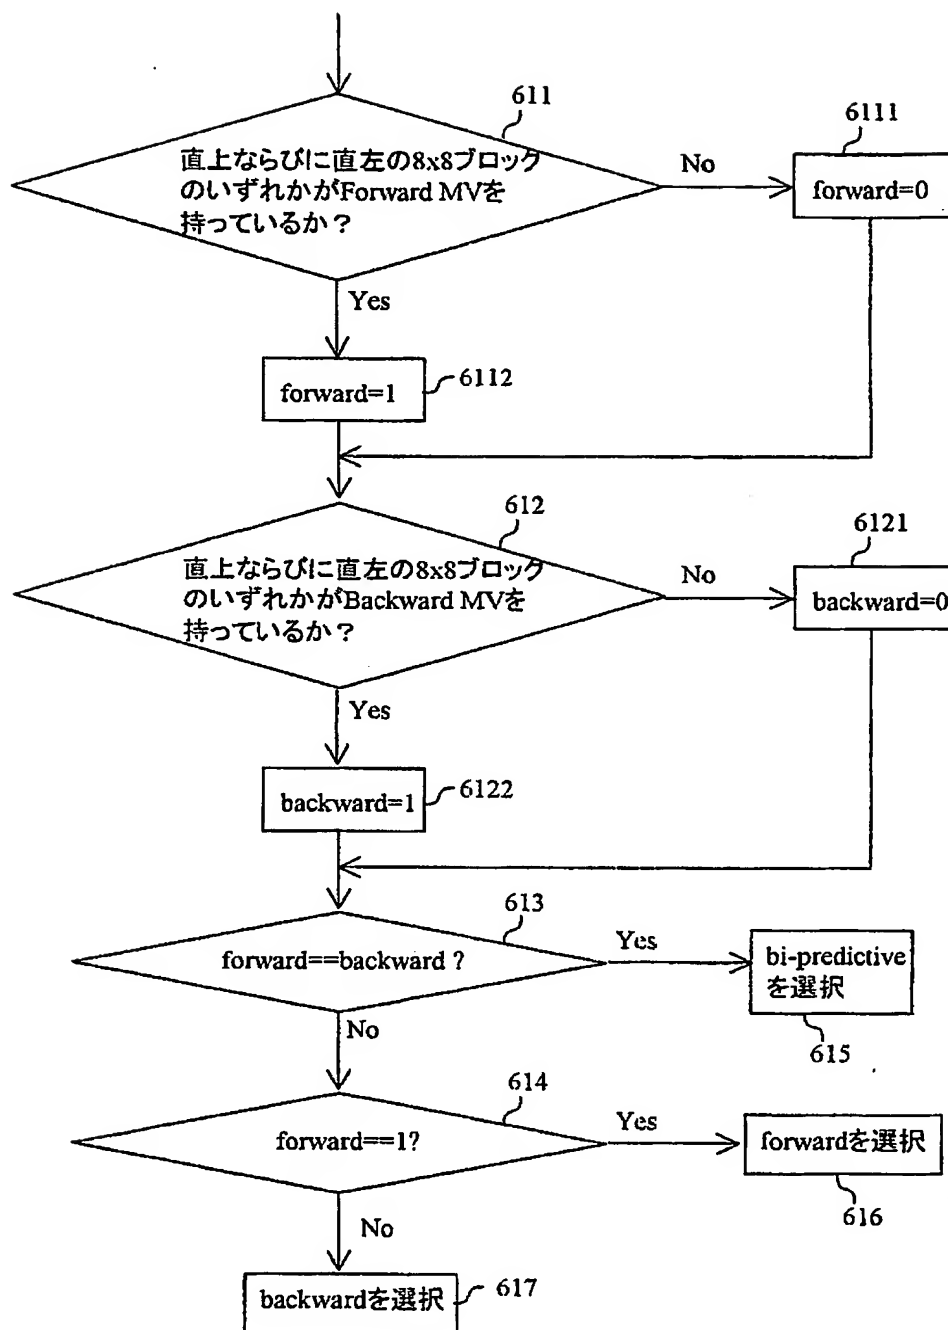 611
6111
直上ならびに直左の8x8ブロック
のいずれかがForward MVを
持っているか？
No
forward=0
Yes
forward=1
6112
612
6121
直上ならびに直左の8x8ブロック
のいずれかがBackward MVを
持っているか？
No
backward=0
Yes
backward=1
6122
613
forward==backward ?
Yes
bi-predictive
を選択
615
No
614
forward==1?
Yes
forwardを選択
616
No
backwardを選択
617